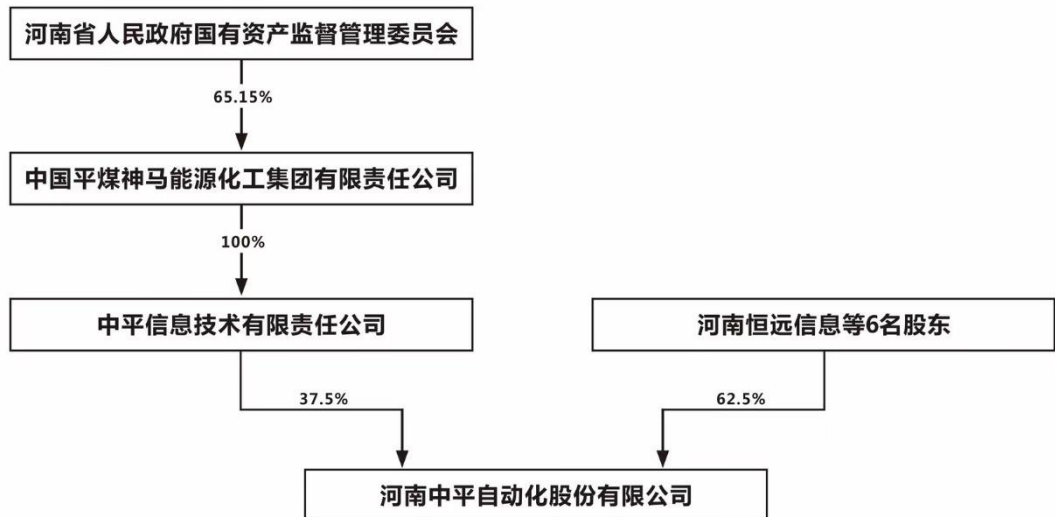 河南省人民政府国有资产监督管理委员会
65.15%
中国平煤神马能源化工集团有限责任公司
100%
中平信息技术有限责任公司
河南恒远信息等6名股东
37.5%
62.5%
河南中平自动化股份有限公司